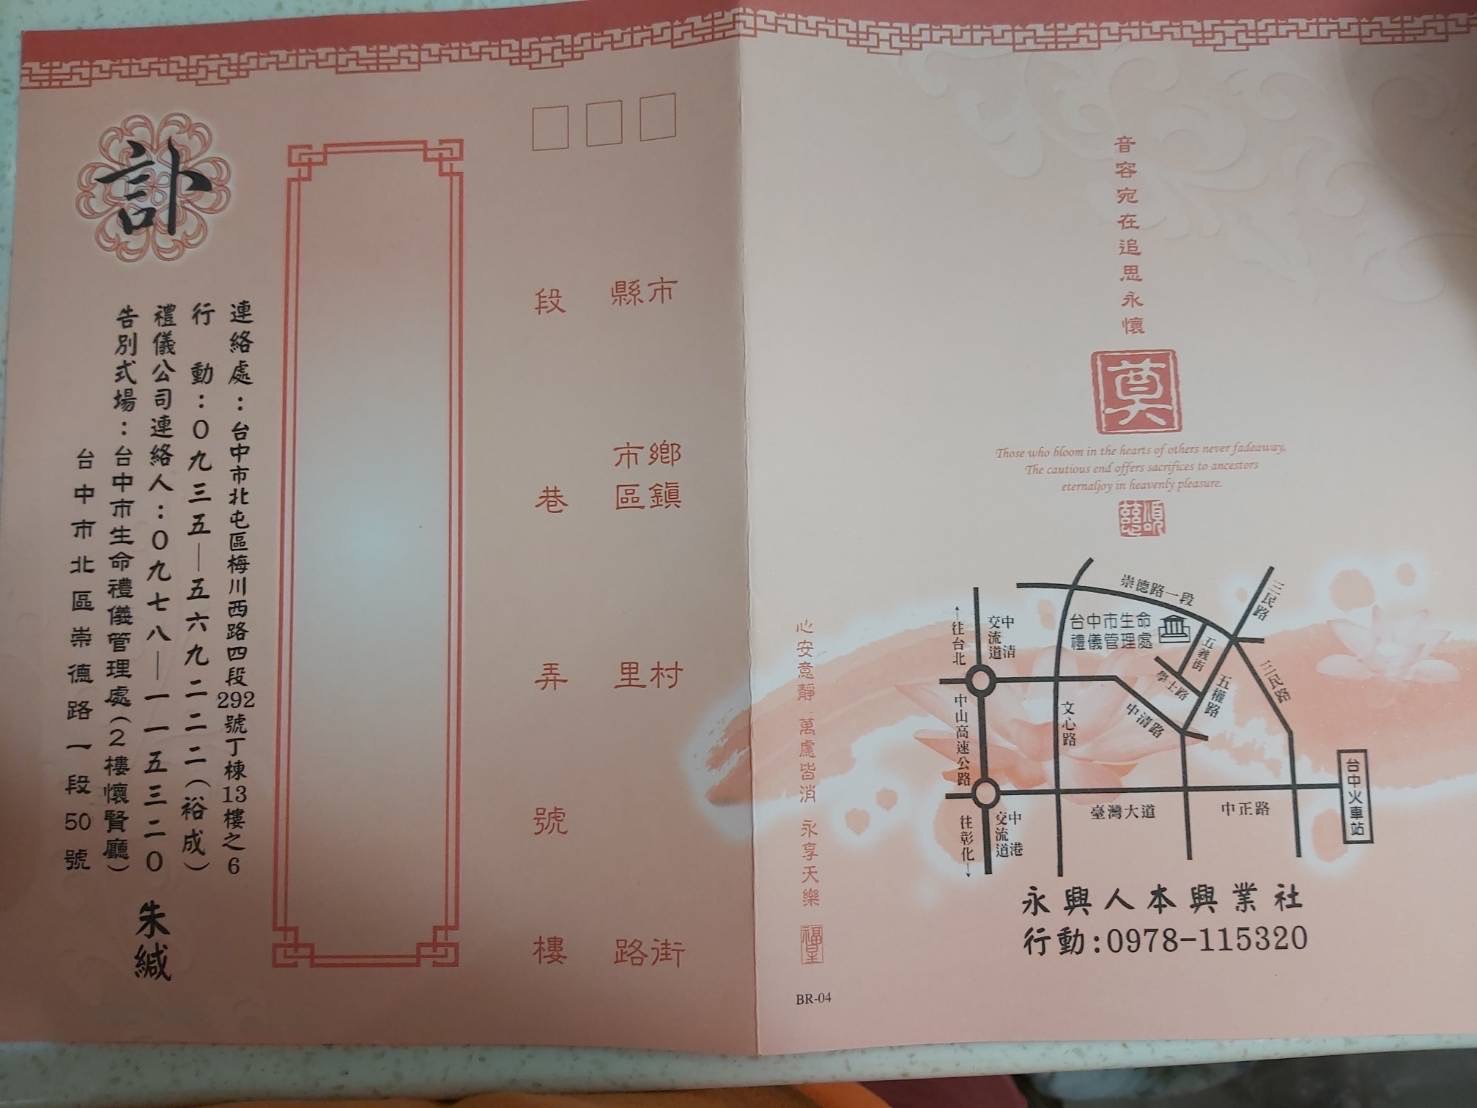 訃
連絡處：台中市北屯區梅川西路四段292號丁棟13樓之6
行動：０九三五—五六九二二二（裕成）
禮儀公司連絡人：０九七八—一一五三二０
告別式場：台中市生命禮儀管理處（2樓懷賢廳）
台中市北區崇德路一段50號
朱緘
縣市
段
鄉鎮
市區
巷
村里
弄
號
街路
樓
音容宛在追思永懷
奠
Those who bloom in the hearts of others never fadeaway,
The cautious end offers sacrifices to ancestors
eternaljoy in heavenly pleasure.
心安意靜 萬慮皆消 永享天樂
BR-04
崇德路一段
三民路
台中市生命
禮儀管理處
五義街
學士路
五權路
三民路
中清路
文心路
←往台北
中清
交流道
中山高速公路
中港
交流道
往彰化→
臺灣大道
中正路
台中火車站
永興人本興業社
行動:0978-115320